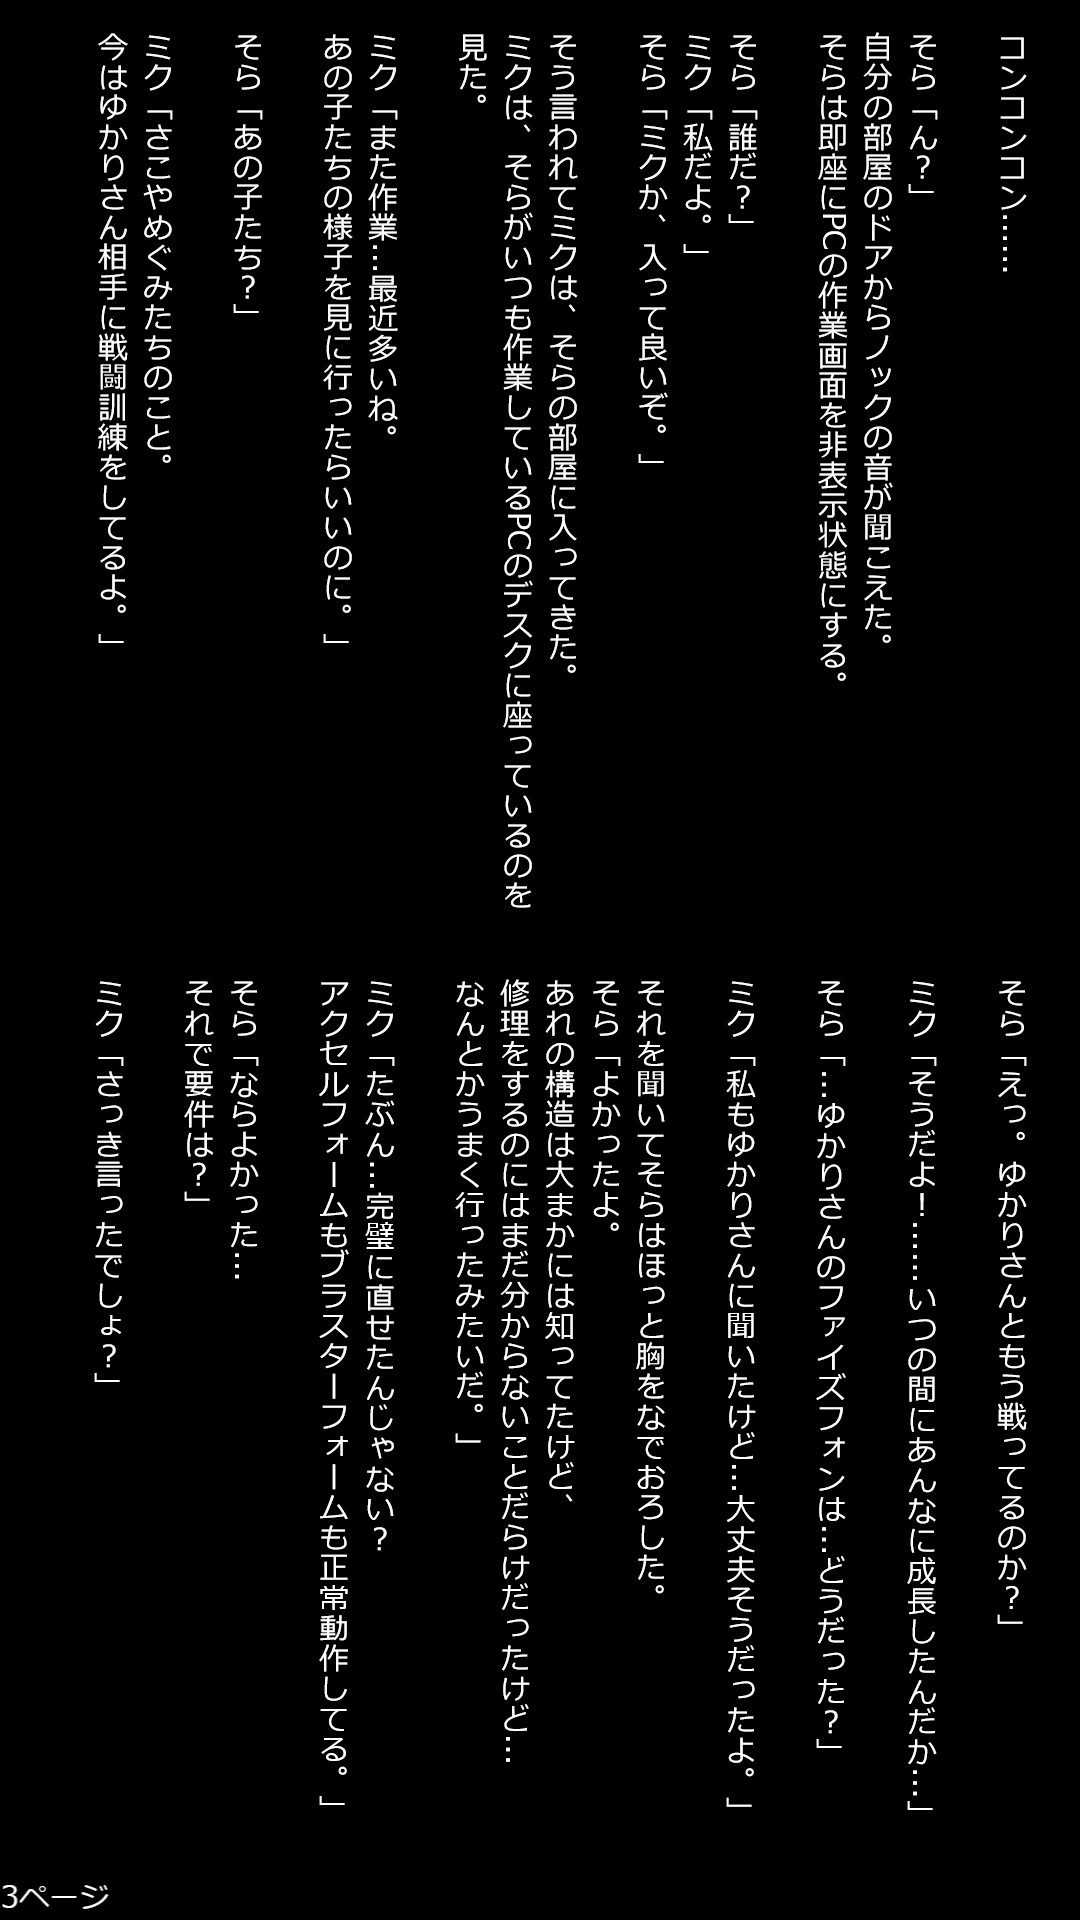 コンココンコン……
そら「ん？」
自分の部屋のドアからノックの音が聞こえた。
そらは即座にPCの作業画面を非表示状態にする。
そら「誰だ？」
ミク「私だよ。」
そら「ミクか、入って良いぞ。」
そう言われてミクは、そらの部屋に入ってきた。
ミクは、そらがいつも作業しているPCのデスクに座っているのを
見た。
ミク「また作業…最近多いね。
あの子たちの様子を見に行ったらいいのに。」
そら「あの子たち？」
ミク「さこやめぐみたちのこと。
今はゆかりさん相手に戦闘訓練をしてるよ。」
そら「えっ。ゆかりさんともう戦ってるのか？」
ミク「そうだよ！……いつの間にあんなに成長したんだか…」
そら「…ゆかりさんのファイズフォンは…どうだった？」
ミク「私もゆかりさんに聞いたけど…大丈夫そうだったよ。」
それを聞いてそらはほっと胸をなでおろした。
そら「よかったよ。
あれの構造は大まかには知ってたけど、
修理をするのにはまだ分からないことだらけだったけど…
なんとかうまく行ったみたいだ。」
ミク「たぶん…完璧に直せたんじゃない？
アクセルフォームもブラスターフォームも正常動作してる。」
そら「ならよかった…
それで要件は？」
ミク「さっき言ったでしょ？」
3ページ